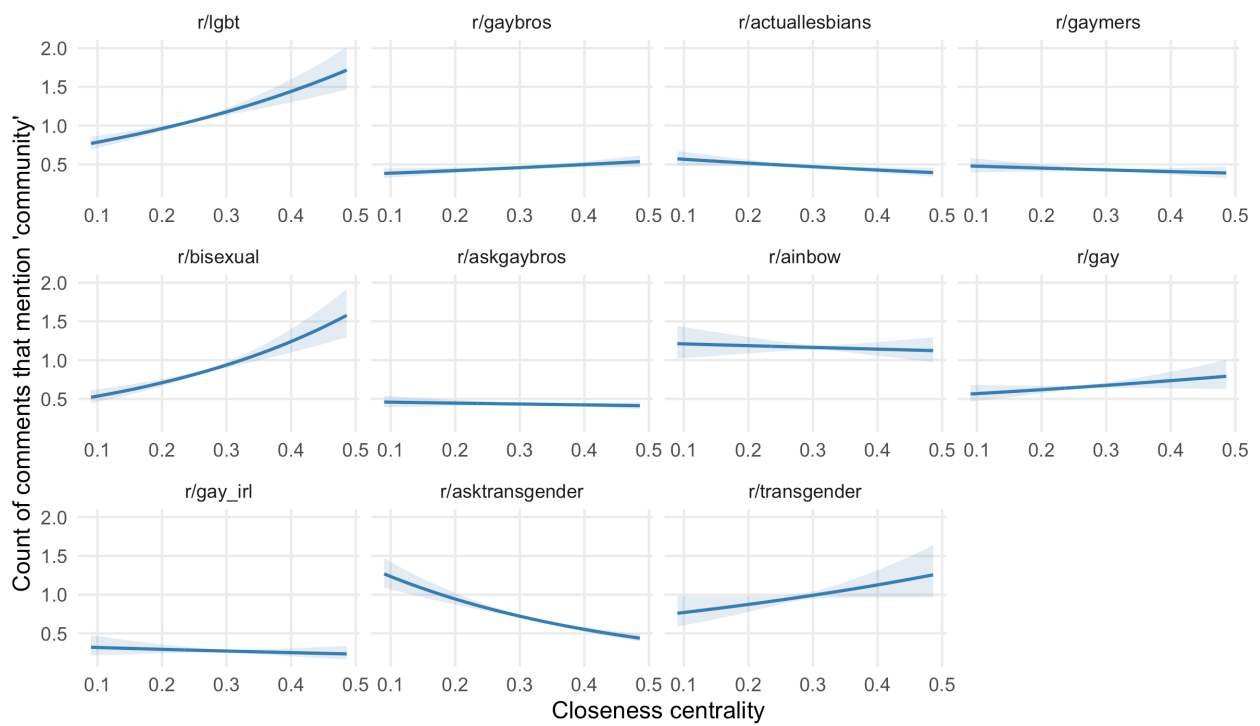 r/lgbt r/gaybros r/actuallesbians r/gaymers
2.0
1.5
1.0
0.5
0.1 0.2 0.3 0.4 0.5 0.1 0.2 0.3 0.4 0.5 0.1 0.2 0.3 0.4 0.5 0.1 0.2 0.3 0.4 0.5
r/bisexual r/askgaybros r/ainbow r/gay
2.0
1.5
1.0
0.5
0.1 0.2 0.3 0.4 0.5 0.1 0.2 0.3 0.4 0.5 0.1 0.2 0.3 0.4 0.5 0.1 0.2 0.3 0.4 0.5
r/gay_irl r/asktransgender r/transgender
2.0
1.5
1.0
0.5
0.1 0.2 0.3 0.4 0.5 0.1 0.2 0.3 0.4 0.5 0.1 0.2 0.3 0.4 0.5
Closeness centrality
Count of comments that mention 'community'